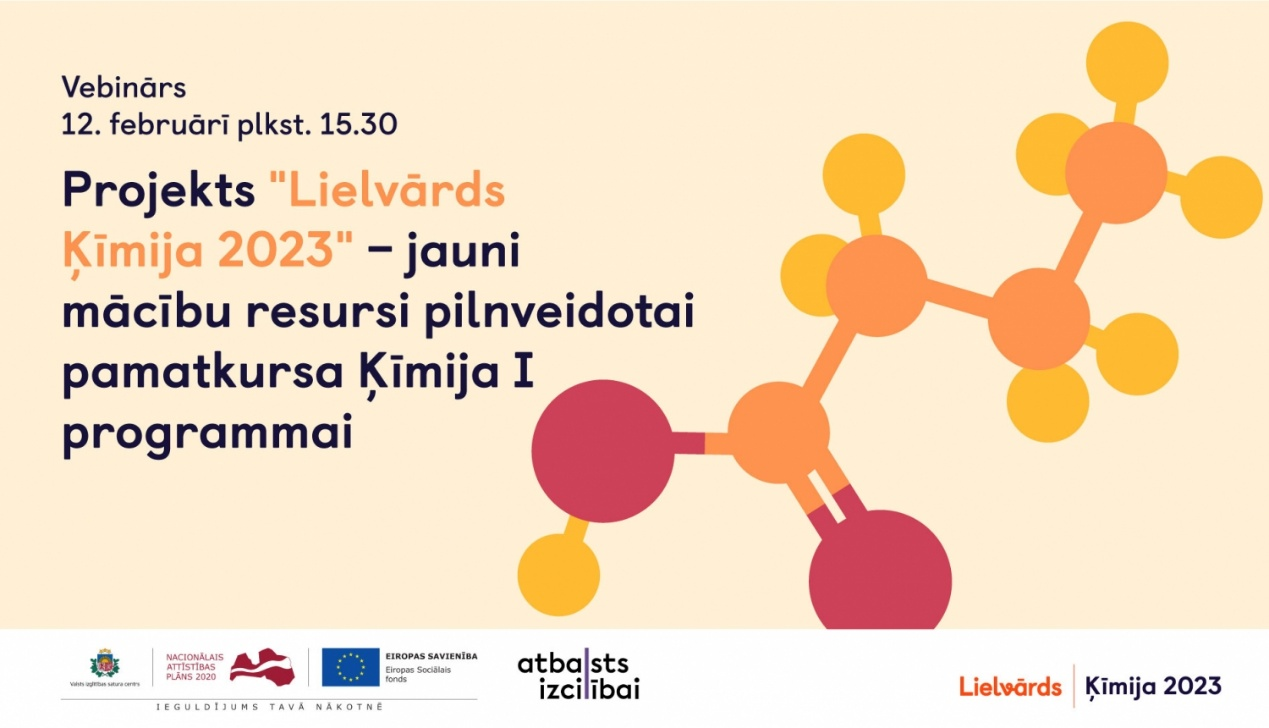 Vebinārs
12. februārī plkst. 15.30
Projekts "Lielvārds
Ķīmija 2023" – jauni
mācību resursi pilnveidotai
pamatkursa Ķīmija I
programmai
Valsts izglītības satura centrs
NACIONĀLAIS
ATTĪSTĪBAS
PLĀNS 2020
EIROPAS SAVIENĪBA
Eiropas Sociālais
fonds
IEGULDĪJUMS TAVĀ NĀKOTNĒ
atbalsts
izcilībai
Lielvārds
Ķīmija 2023